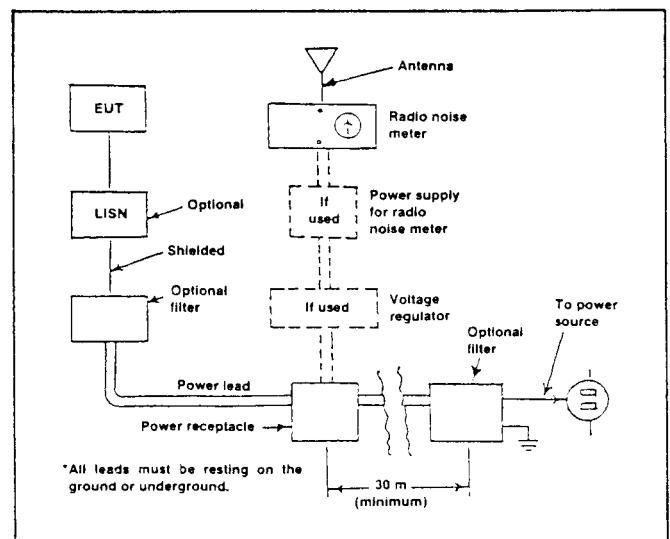 Antenna
EUT
Radio noise
meter
LISN
Optional
If
used
Power supply
for radio
noise meter
Shielded
Optional
filter
If used
Voltage
regulator
To power
source
Optional
filter
Power lead
Power receptacle
*All leads must be resting on the
ground or underground.
30 m
(minimum)